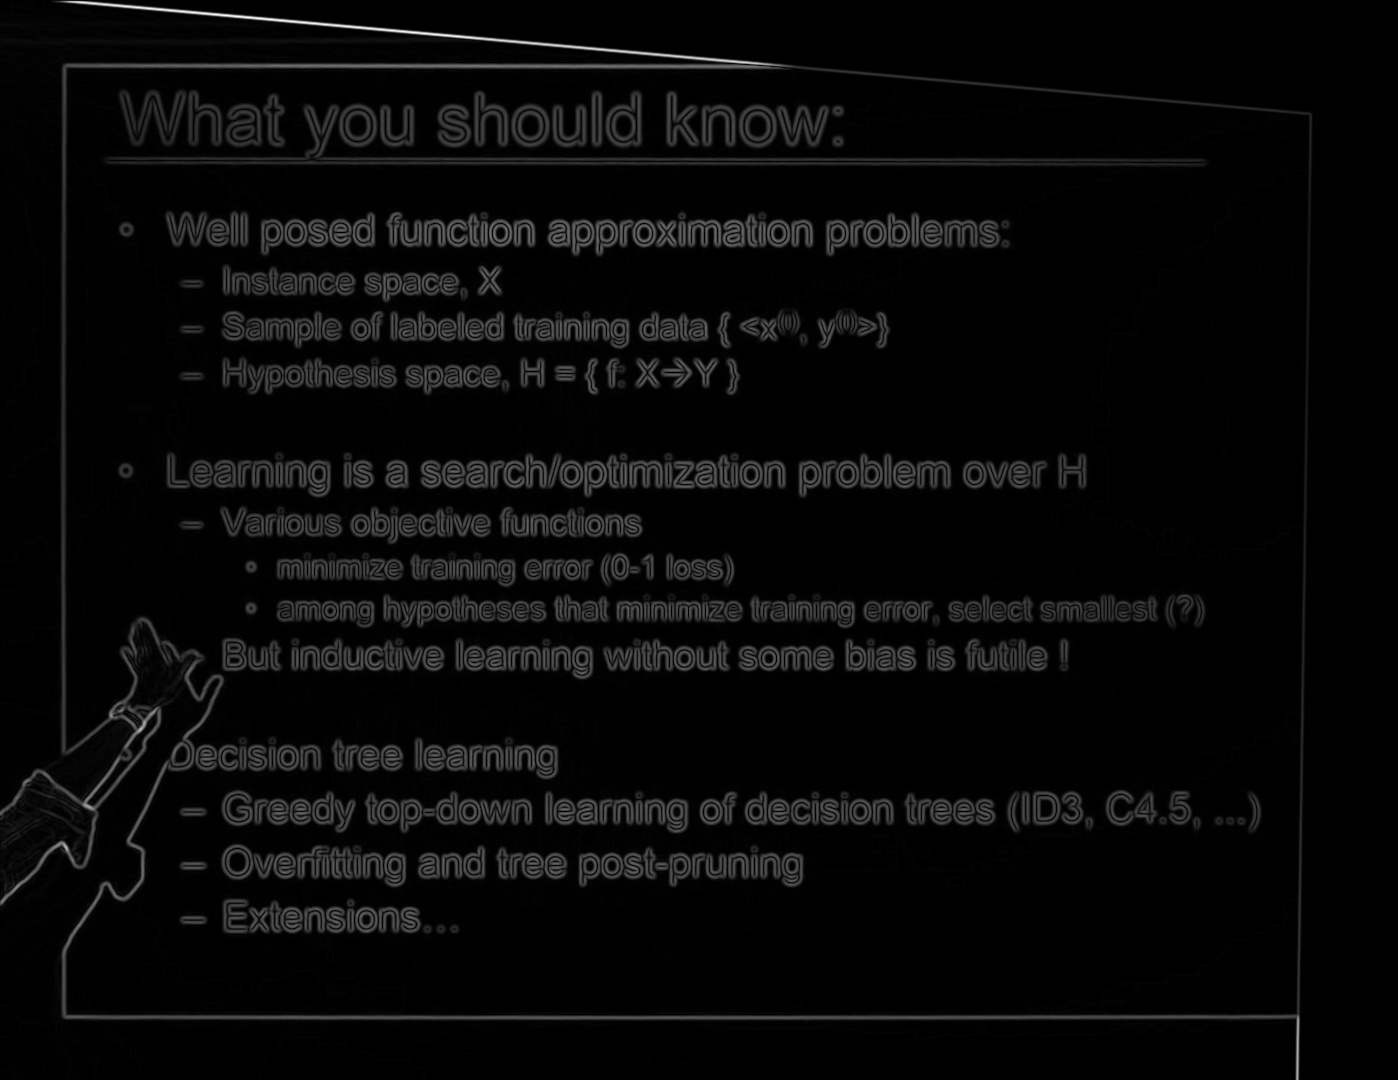 What you should know:
• Well posed function approximation problems:
– Instance space, X
– Sample of labeled training data { <x⁽ⁱ⁾, y⁽ⁱ⁾>}
– Hypothesis space, H = { f: X→Y }
• Learning is a search/optimization problem over H
– Various objective functions
• minimize training error (0-1 loss)
• among hypotheses that minimize training error, select smallest (?)
But inductive learning without some bias is futile !
Decision tree learning
– Greedy top-down learning of decision trees (ID3, C4.5, ...)
– Overfitting and tree post-pruning
– Extensions…